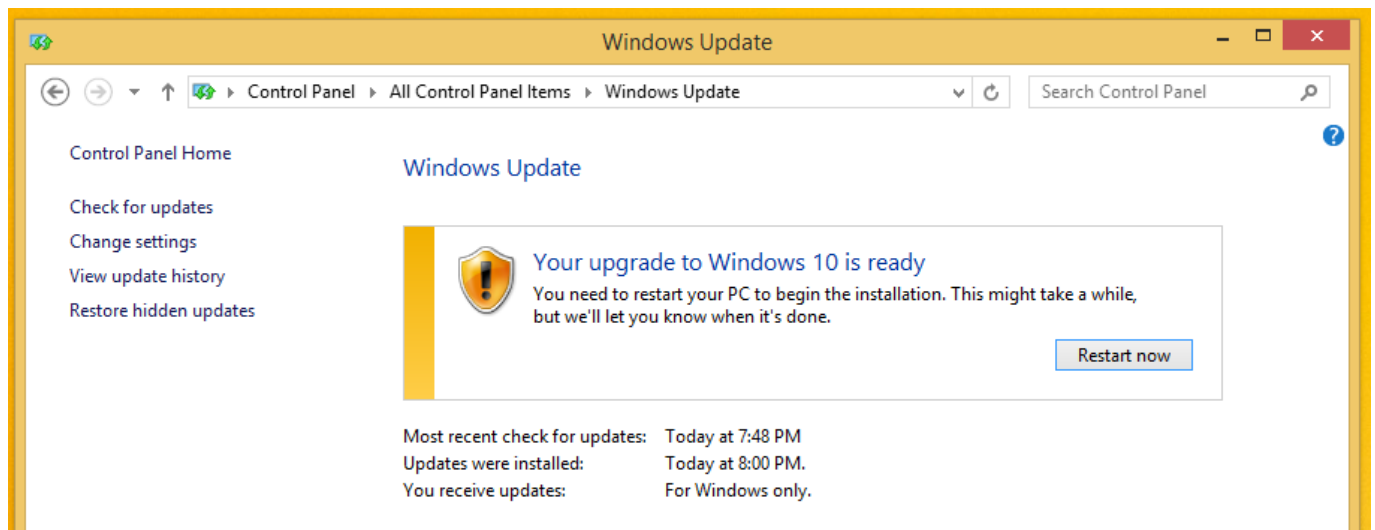 Windows Update
Control Panel All Control Panel Items Windows Update
Search Control Panel
Control Panel Home
Check for updates
Change settings
View update history
Restore hidden updates
Windows Update
Your upgrade to Windows 10 is ready
You need to restart your PC to begin the installation. This might take a while,
but we'll let you know when it's done.
Restart now
Most recent check for updates: Today at 7:48 PM
Updates were installed: Today at 8:00 PM.
You receive updates: For Windows only.